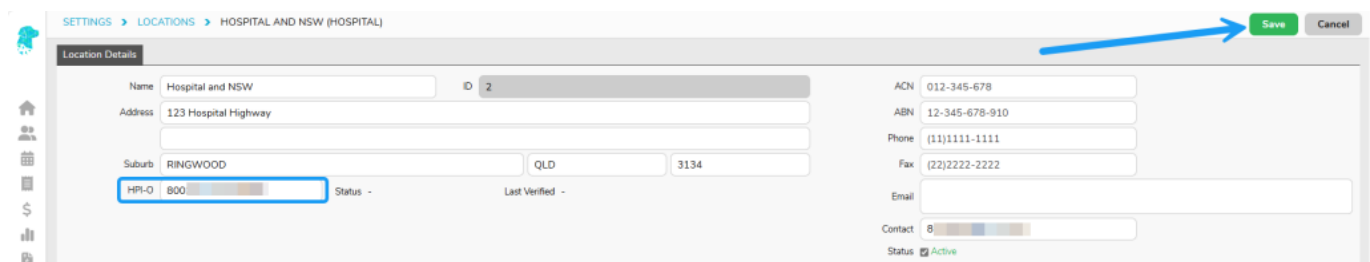 SETTINGS > LOCATIONS > HOSPITAL AND NSW (HOSPITAL)
Save Cancel
Location Details
Name Hospital and NSW ID 2
Address 123 Hospital Highway
Suburb RINGWOOD QLD 3134
HPI-O 800 Status - Last Verified -
ACN 012-345-678
ABN 12-345-678-910
Phone (11)1111-1111
Fax (22)2222-2222
Email
Contact 8
Status Active